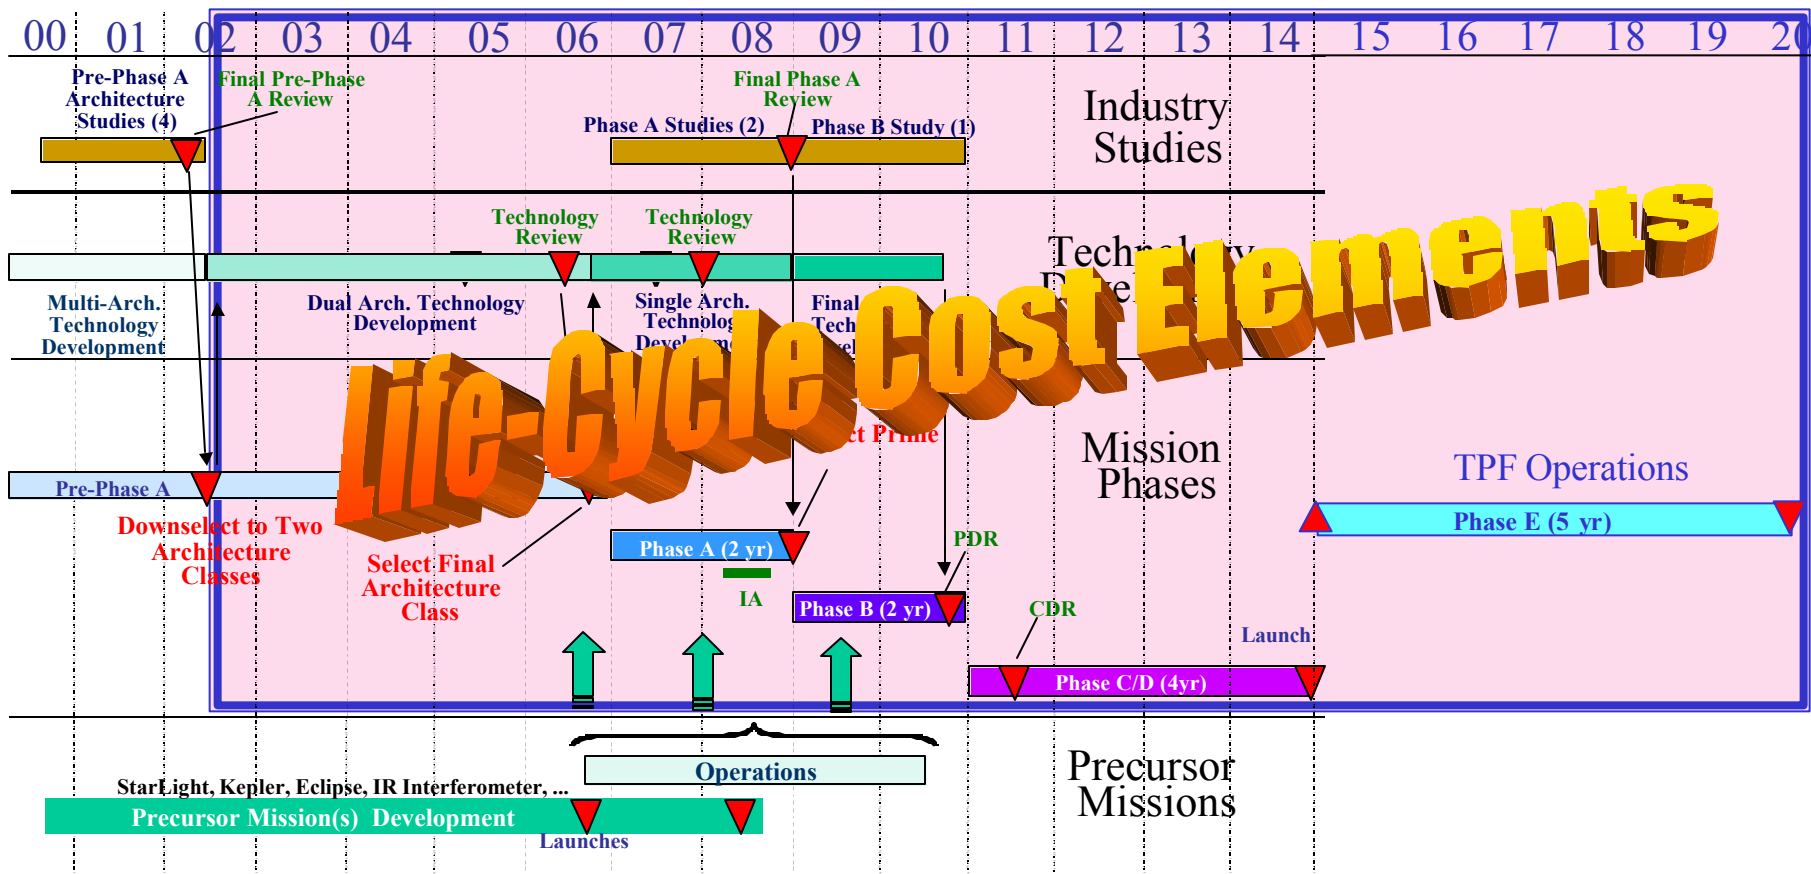 00 01 02 03 04 05 06 07 08 09 10 11 12 13 14 15 16 17 18 19 20
Pre-Phase A
Architecture
Studies (4)
Final Pre-Phase
A Review
Final Phase A
Review
Phase A Studies (2)
Phase B Study (1)
Industry
Studies
Technology
Review
Technology
Review
Technology
Multi-Arch.
Technology
Development
Dual Arch. Technology
Development
Single Arch.
Technology
Final
Life-Cycle Cost Elements
Prime
Mission
Phases
Pre-Phase A
Downselect to Two
Architecture
Classes
Select Final
Architecture
Class
Phase A (2 yr)
IA
PDR
Phase B (2 yr)
CDR
Launch
Phase C/D (4yr)
TPF Operations
Phase E (5 yr)
Precursor
Missions
Operations
StarLight, Kepler, Eclipse, IR Interferometer, ...
Precursor Mission(s) Development
Launches